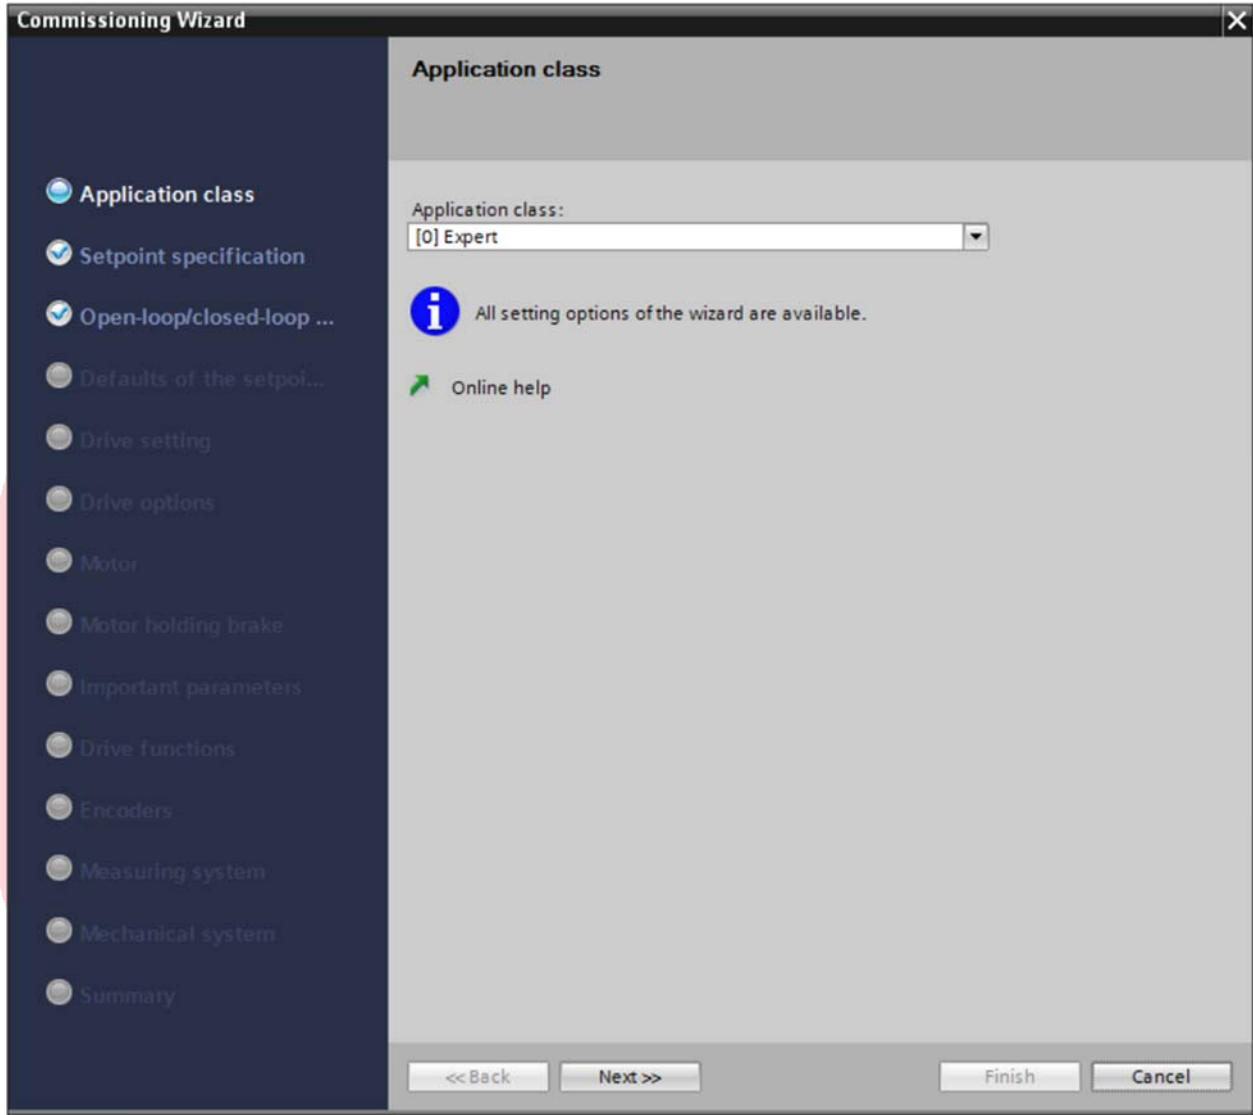 Commissioning Wizard
Application class
Application class
Setpoint specification
Open-loop/closed-loop ...
Defaults of the setpoi...
Drive setting
Drive options
Motor
Motor holding brake
Important parameters
Drive functions
Encoders
Measuring system
Mechanical system
Summary
Application class:
[0] Expert
All setting options of the wizard are available.
Online help
<< Back
Next >>
Finish
Cancel